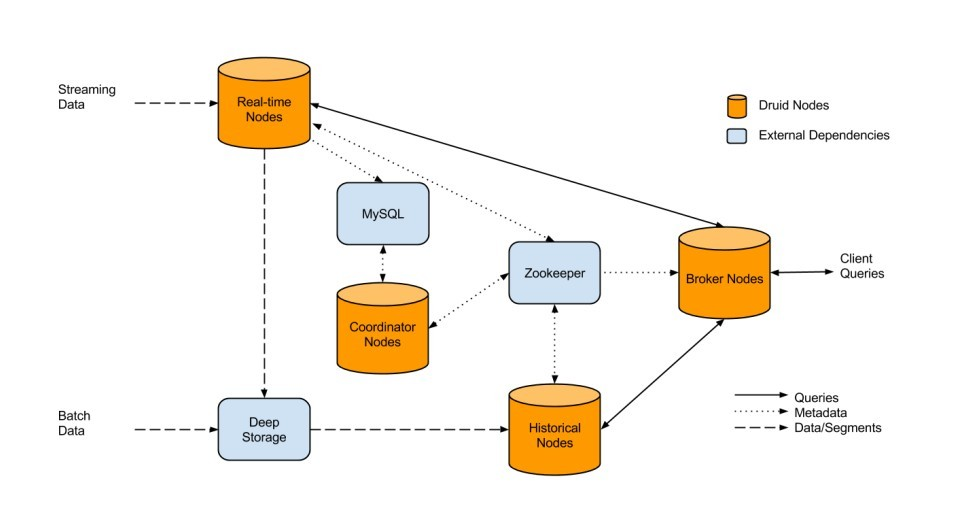 Streaming
Data
Real-time
Nodes
Druid Nodes
External Dependencies
MySQL
Zookeeper
Broker Nodes
Client
Queries
Coordinator
Nodes
Batch
Data
Deep
Storage
Historical
Nodes
Queries
Metadata
Data/Segments